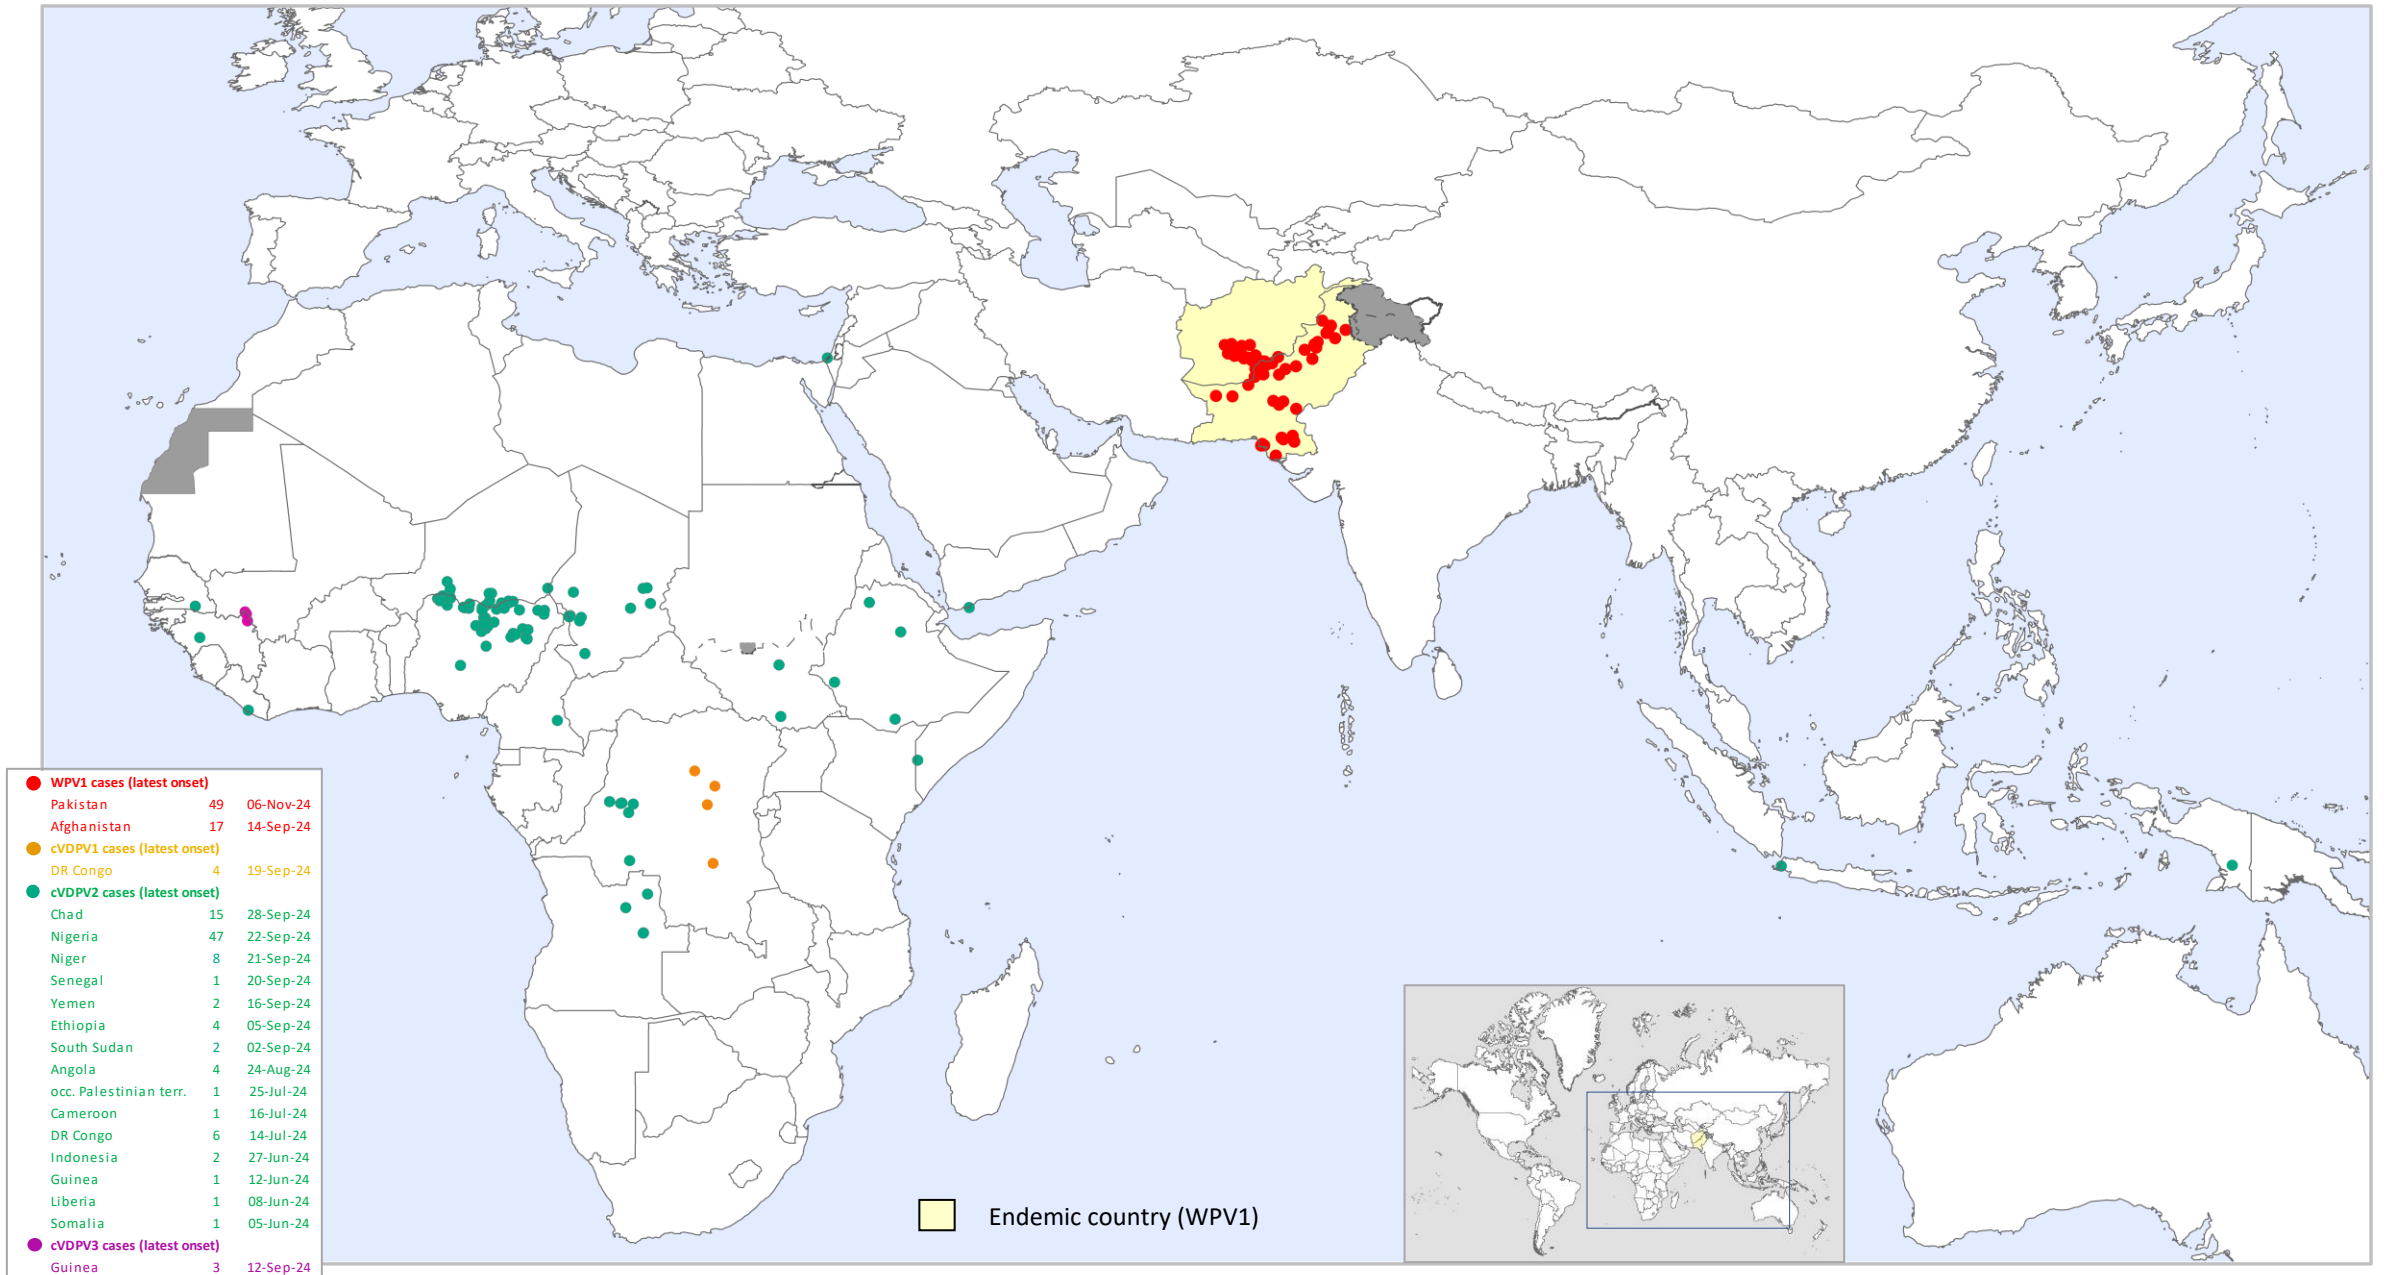 WPV1 cases (latest onset)
Pakistan 49 06-Nov-24
Afghanistan 17 14-Sep-24
cVDPV1 cases (latest onset)
DR Congo 4 19-Sep-24
cVDPV2 cases (latest onset)
Chad 15 28-Sep-24
Nigeria 47 22-Sep-24
Niger 8 21-Sep-24
Senegal 1 20-Sep-24
Yemen 2 16-Sep-24
Ethiopia 4 05-Sep-24
South Sudan 2 02-Sep-24
Angola 4 24-Aug-24
occ. Palestinian terr. 1 25-Jul-24
Cameroon 1 16-Jul-24
DR Congo 6 14-Jul-24
Indonesia 2 27-Jun-24
Guinea 1 12-Jun-24
Liberia 1 08-Jun-24
Somalia 1 05-Jun-24
cVDPV3 cases (latest onset)
Guinea 3 12-Sep-24
Endemic country (WPV1)